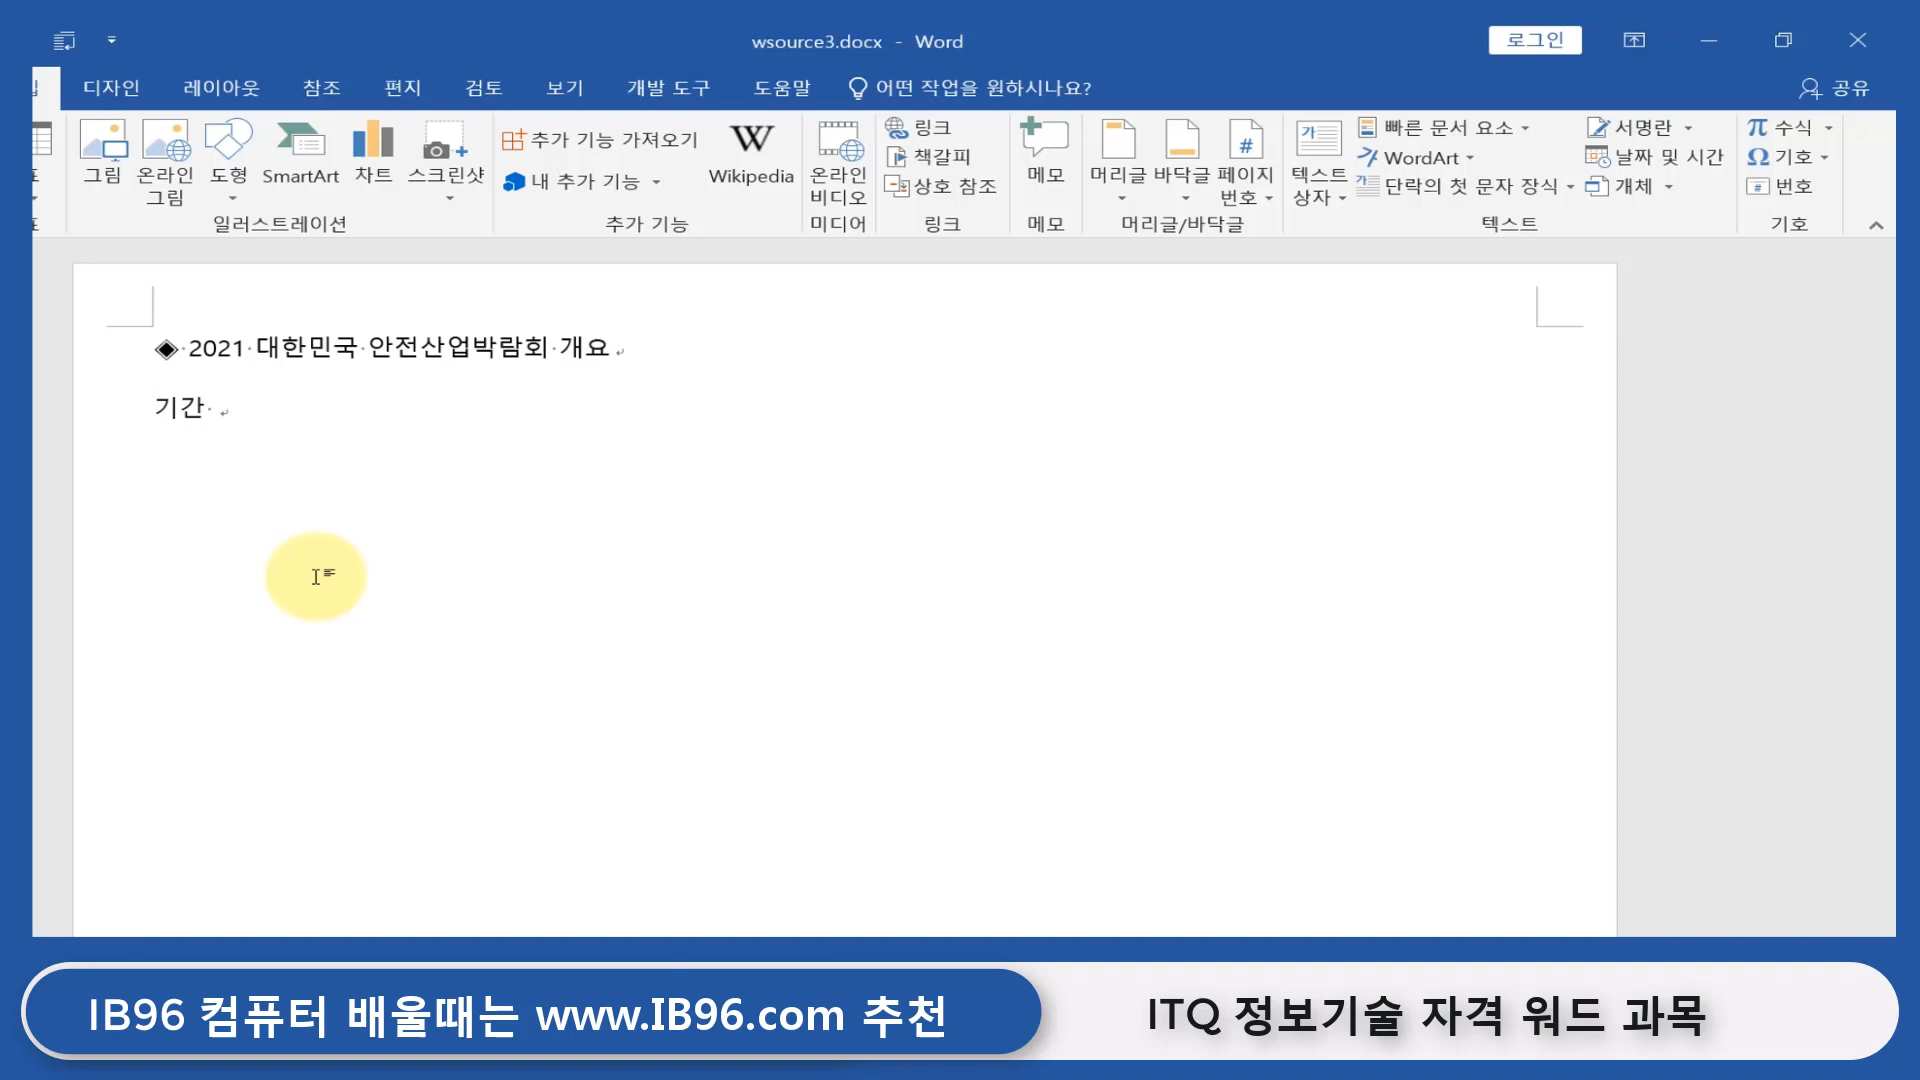 wsource3.docx - Word
로그인
디자인 레이아웃 참조 편지 검토 보기 개발 도구 도움말 어떤 작업을 원하시나요? 공유
그림
온라인 그림
도형
SmartArt
차트
스크린샷
일러스트레이션
추가 기능 가져오기
내 추가 기능
Wikipedia
추가 기능
온라인 비디오
미디어
링크
책갈피
상호 참조
링크
메모
메모
머리글
바닥글
페이지 번호
머리글/바닥글
텍스트 상자
빠른 문서 요소
WordArt
단락의 첫 문자 장식
서명란
날짜 및 시간
개체
텍스트
수식
기호
번호
기호
◈ 2021 대한민국 안전산업박람회 개요
기간
IB96 컴퓨터 배울때는 www.IB96.com 추천
ITQ 정보기술 자격 워드 과목